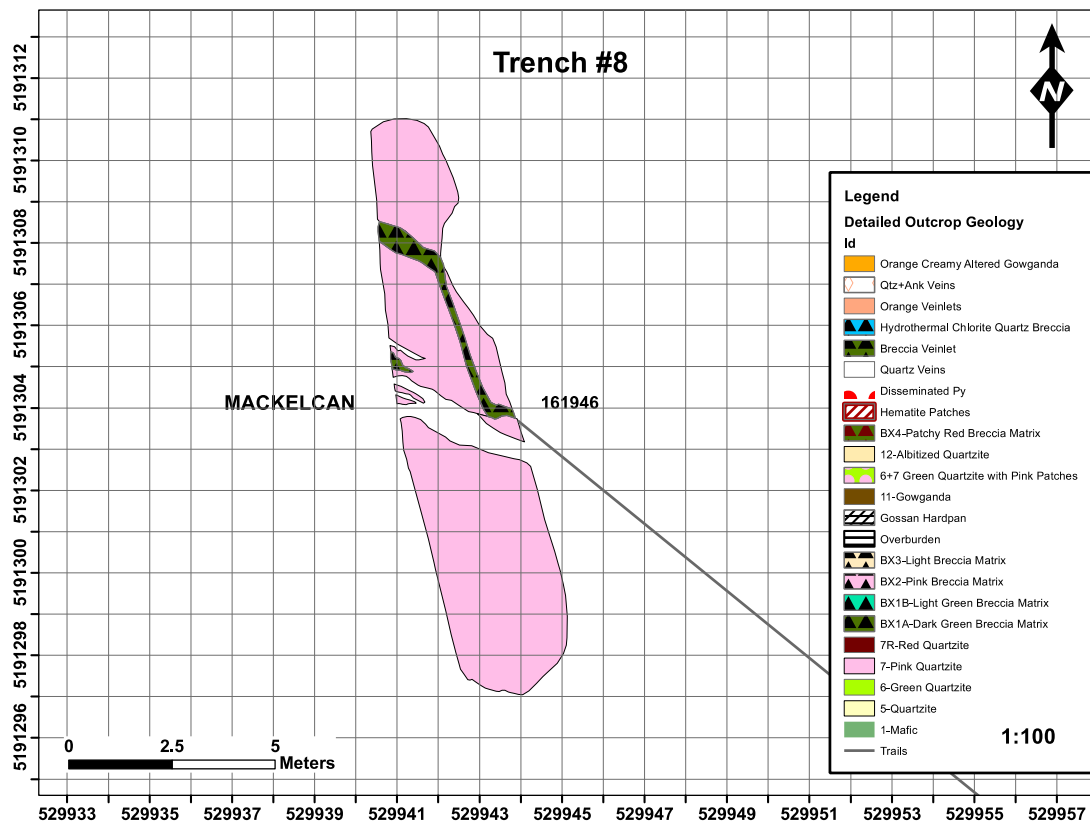 Trench #8
N
5191312
5191310
5191308
5191306
5191304
5191302
5191300
5191298
5191296
MACKELCAN
161946
Legend
Detailed Outcrop Geology
Id
Orange Creamy Altered Gowganda
Qtz+Ank Veins
Orange Veinlets
Hydrothermal Chlorite Quartz Breccia
Breccia Veinlet
Quartz Veins
Disseminated Py
Hematite Patches
BX4-Patchy Red Breccia Matrix
12-Albitized Quartzite
6+7 Green Quartzite with Pink Patches
11-Gowganda
Gossan Hardpan
Overburden
BX3-Light Breccia Matrix
BX2-Pink Breccia Matrix
BX1B-Light Green Breccia Matrix
BX1A-Dark Green Breccia Matrix
7R-Red Quartzite
7-Pink Quartzite
6-Green Quartzite
5-Quartzite
1-Mafic
Trails
1:100
0 2.5 5
Meters
529933 529935 529937 529939 529941 529943 529945 529947 529949 529951 529953 529955 529957